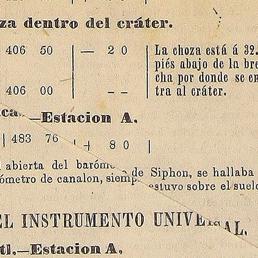 za dentro del cráter.
406 50 — 20 La choza está á 32.
piés abajo de la bre
cha por donde se en
406 00 — — tra al cráter.
ca.—Estacion A.
483 76 + 80
abierta del baróm de Siphon, se hallaba
ómetro de canalon, siemp estuvo sobre el suelo
EL INSTRUMENTO UNIVERSAL.
tl.—Estacion A.